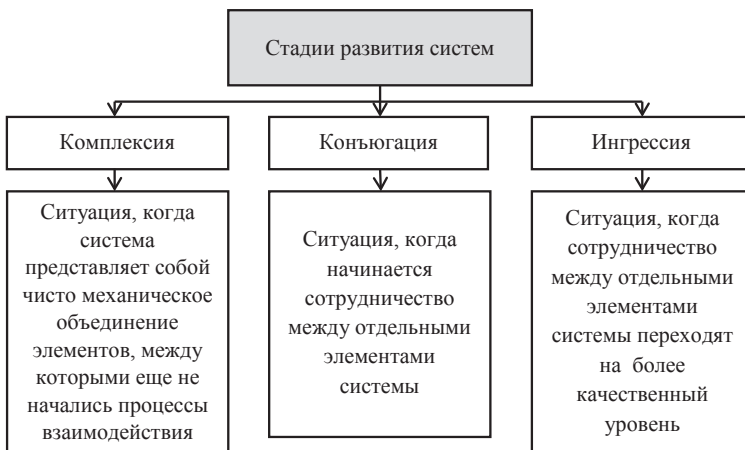 Стадии развития систем
Комплексия
Конъюгация
Ингрессия
Ситуация, когда
система
представляет собой
чисто механическое
объединение
элементов, между
которыми еще не
начались процессы
взаимодействия
Ситуация, когда
начинается
сотрудничество
между отдельными
элементами
системы
Ситуация, когда
сотрудничество
между отдельными
элементами
системы переходят
на более
качественный
уровень